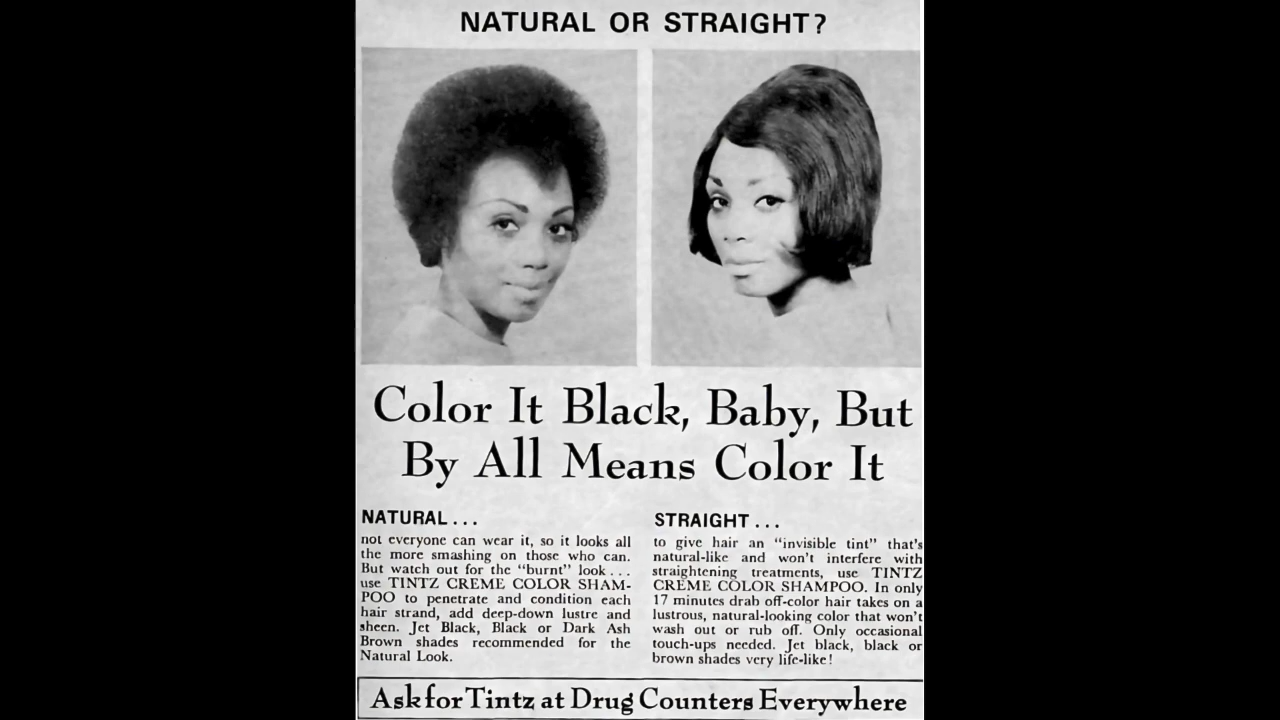 NATURAL OR STRAIGHT?
Color It Black, Baby, But
By All Means Color It
NATURAL...
not everyone can wear it, so it looks all
the more smashing on those who can.
But watch out for the "burnt" look...
use TINTZ CREME COLOR SHAM-
POO to penetrate and condition each
hair strand, add deep-down lustre and
sheen. Jet Black, Black or Dark Ash
Brown shades recommended for the
Natural Look.
STRAIGHT...
to give hair an "invisible tint" that's
natural-like and won't interfere with
straightening treatments, use TINTZ
CREME COLOR SHAMPOO. In only
17 minutes drab off-color hair takes on a
lustrous, natural-looking color that won't
wash out or rub off. Only occasional
touch-ups needed. Jet black, black or
brown shades very life-like!
Ask for Tintz at Drug Counters Everywhere